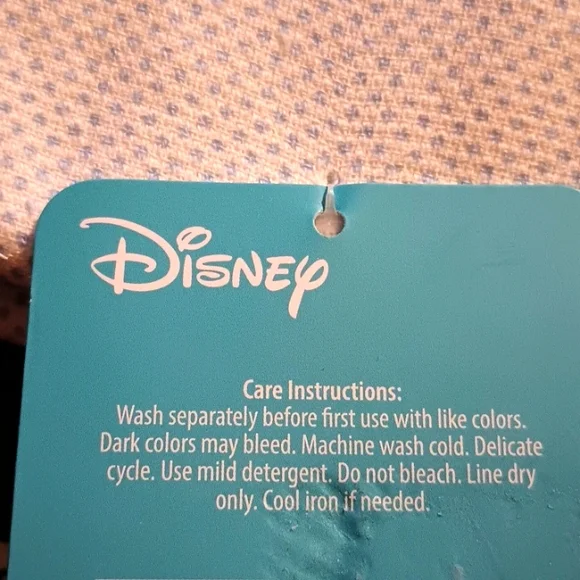 Disney
Care Instructions:
Wash separately before first use with like colors.
Dark colors may bleed. Machine wash cold. Delicate
cycle. Use mild detergent. Do not bleach. Line dry
only. Cool iron if needed.